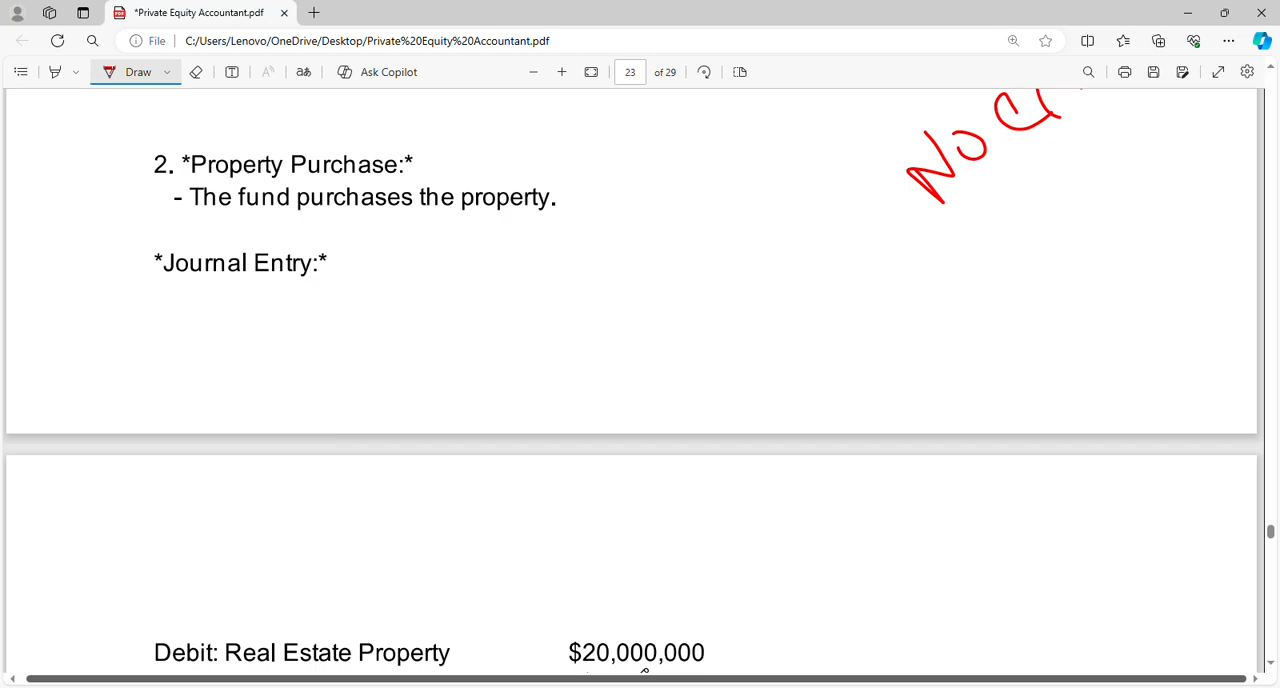 *Private Equity Accountant.pdf
File
C:/Users/Lenovo/OneDrive/Desktop/Private%20Equity%20Accountant.pdf
Draw
Ask Copilot
23 of 29
No
2. *Property Purchase:*
- The fund purchases the property.
*Journal Entry:*
Debit: Real Estate Property $20,000,000